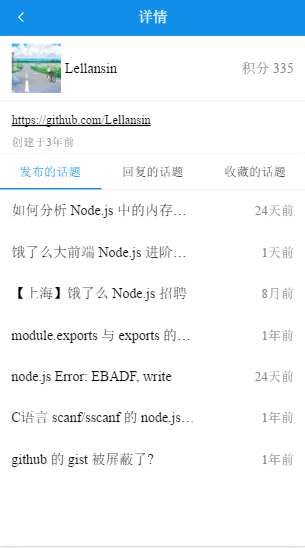 详情
Lellansin 积分 335
https://github.com/Lellansin
创建于3年前
发布的话题 回复的话题 收藏的话题
如何分析 Node.js 中的内存… 24天前
饿了么大前端 Node.js 进阶… 1天前
【上海】饿了么 Node.js 招聘 8月前
module.exports 与 exports 的… 1年前
node.js Error: EBADF, write 24天前
C语言 scanf/sscanf 的 node.js… 1年前
github 的 gist 被屏蔽了? 1年前